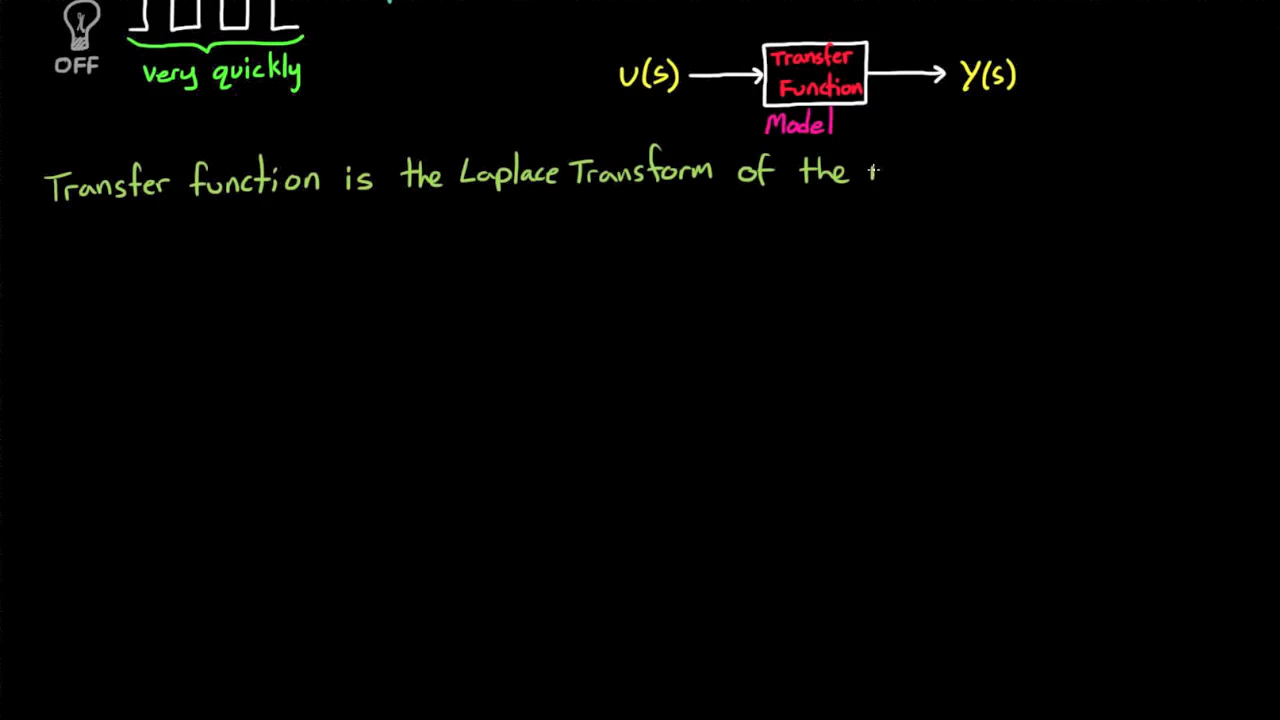 OFF
very quickly
U(s)
Transfer
Function
Y(s)
Model
Transfer function is the Laplace Transform of the